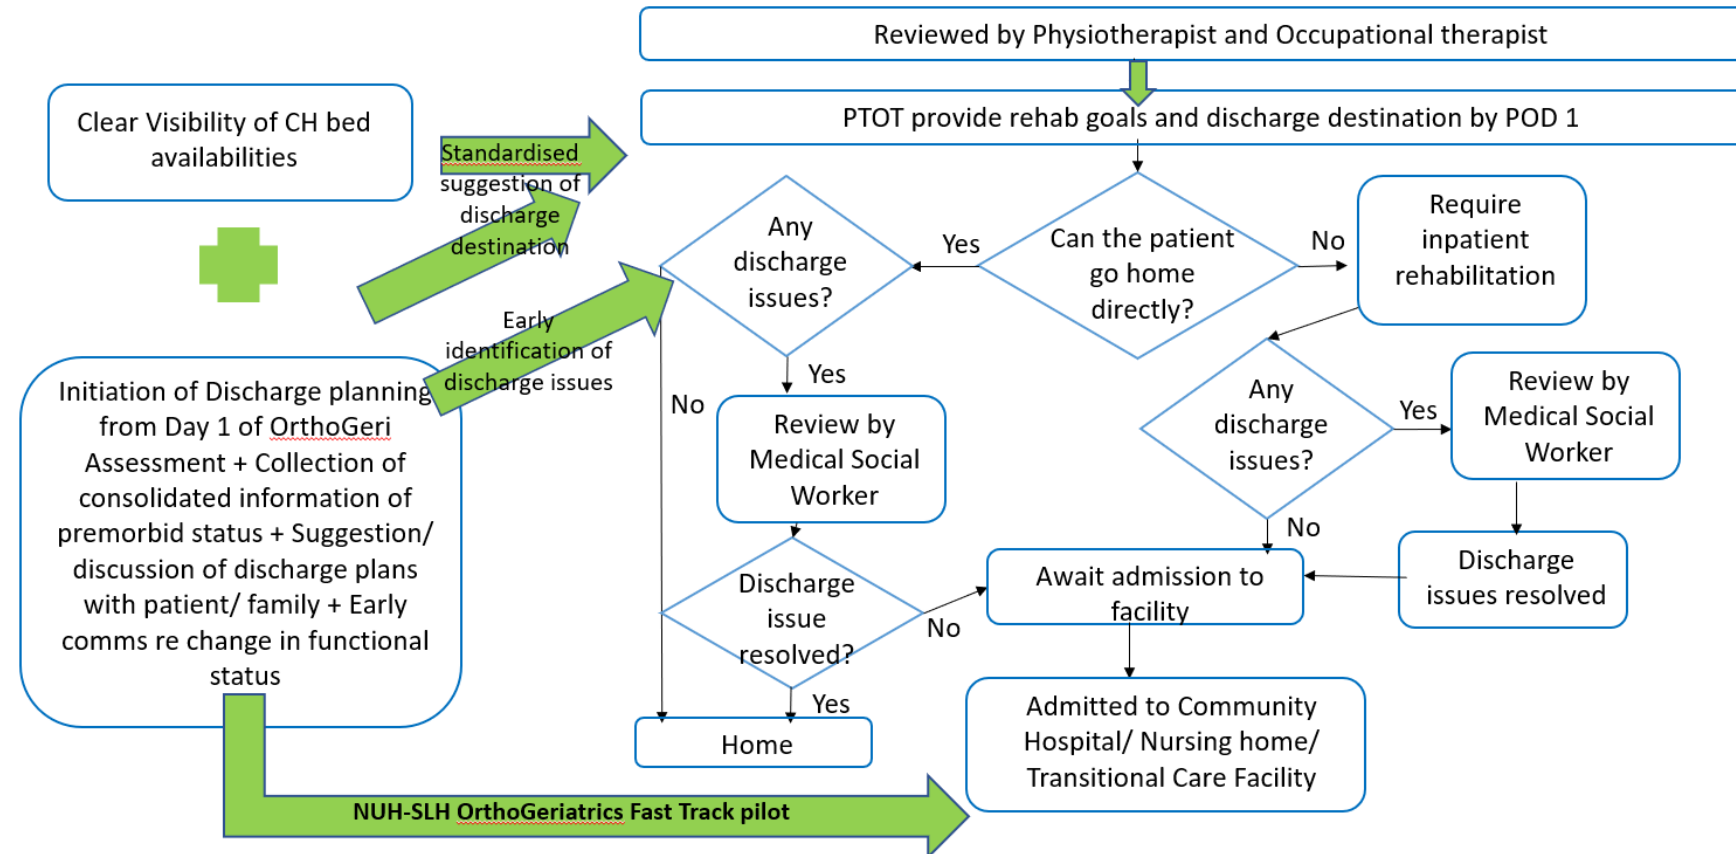 Reviewed by Physiotherapist and Occupational therapist
PTOT provide rehab goals and discharge destination by POD 1
Clear Visibility of CH bed
availabilities
Standardised
suggestion of
discharge
destination
Early
identification of
discharge issues
Initiation of Discharge planning
from Day 1 of OrthoGeri
Assessment + Collection of
consolidated information of
premorbid status + Suggestion/
discussion of discharge plans
with patient/ family + Early
comms re change in functional
status
Any
discharge
issues?
Yes
Can the patient
go home
directly?
No
Require
inpatient
rehabilitation
Yes
No
Review by
Medical Social
Worker
Any
discharge
issues?
Yes
Review by
Medical Social
Worker
No
Discharge
issue
resolved?
No
Await admission to
facility
Discharge
issues resolved
Yes
Home
Admitted to Community
Hospital/ Nursing home/
Transitional Care Facility
NUH-SLH OrthoGeriatrics Fast Track pilot